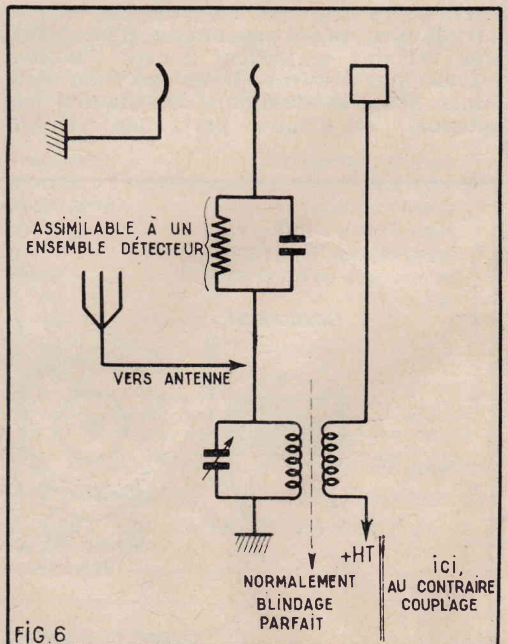 ASSIMILABLE À UN
ENSEMBLE DÉTECTEUR
VERS ANTENNE
+HT
NORMALEMENT
BLINDAGE
PARFAIT
ici,
AU CONTRAIRE
COUPLAGE
FIG.6